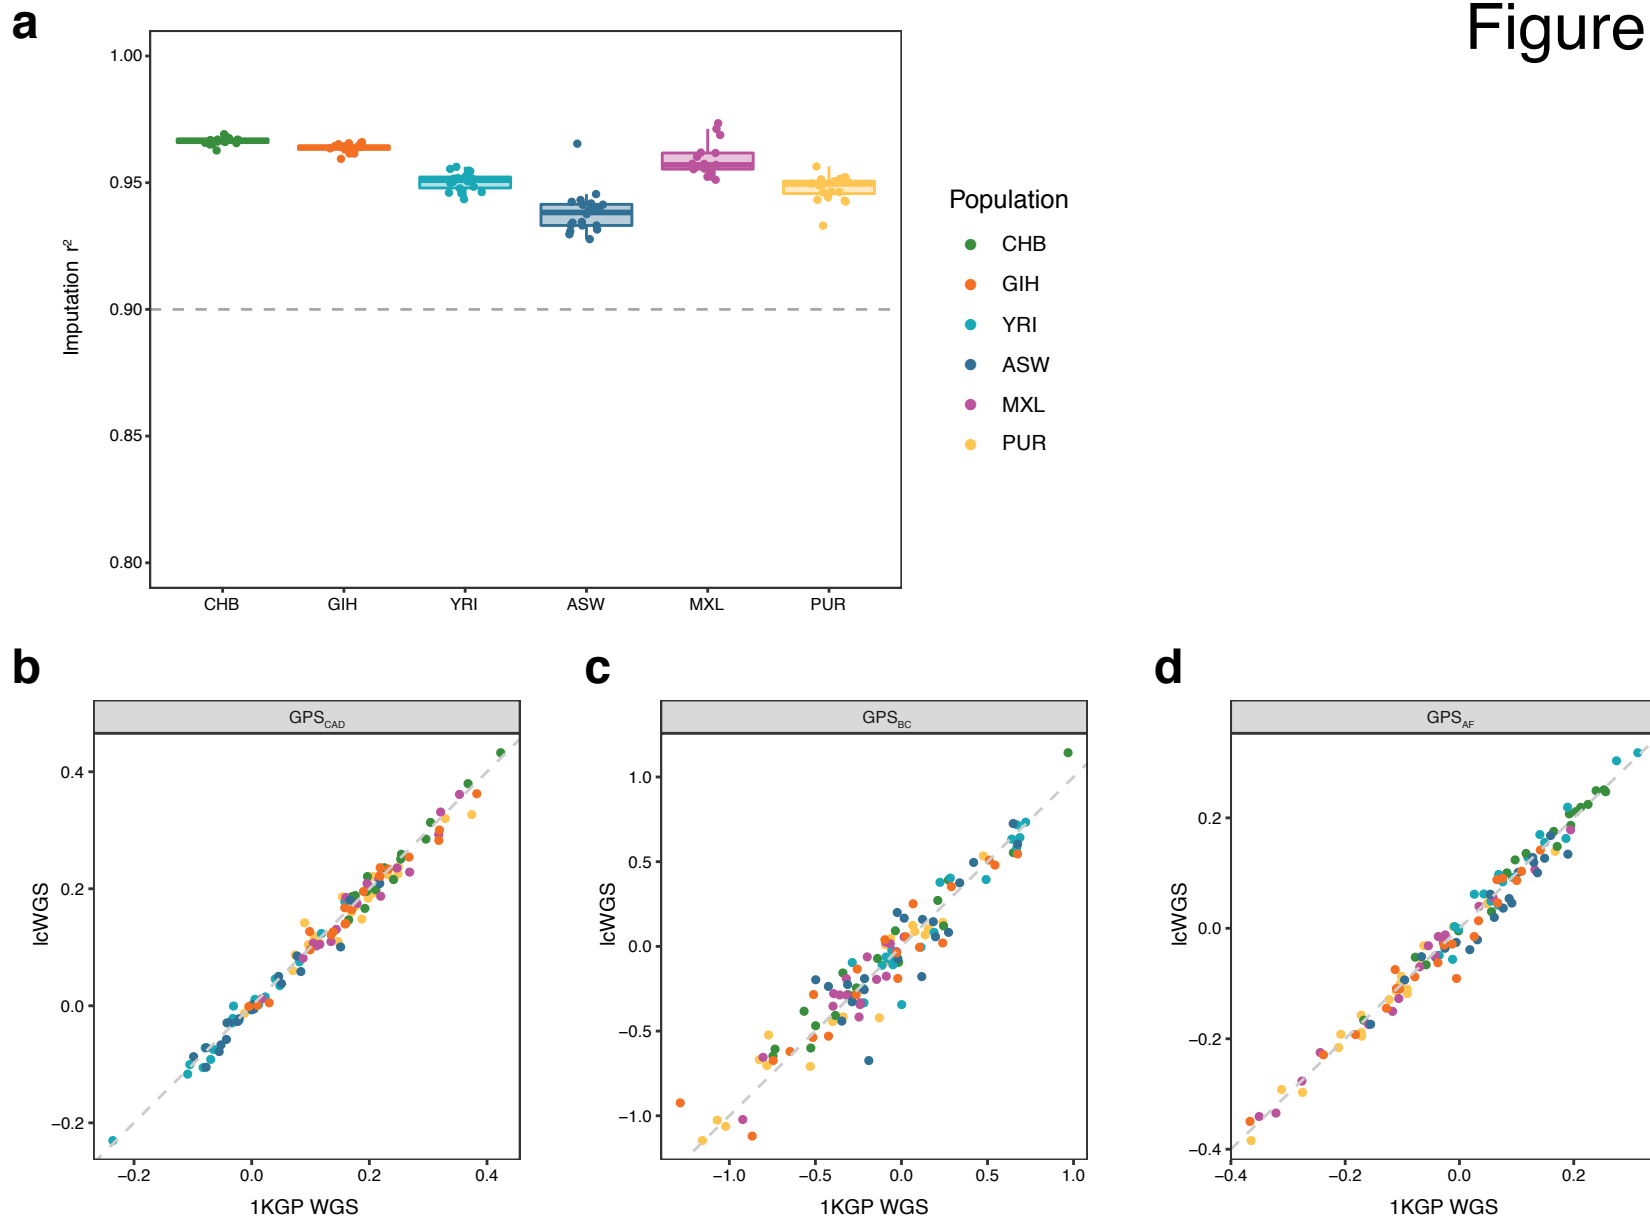 a
Figure
1.00
0.95
0.90
0.85
0.80
Imputation r²
CHB
GIH
YRI
ASW
MXL
PUR
Population
CHB
GIH
YRI
ASW
MXL
PUR
b
GPS_CAD
0.4
0.2
0.0
−0.2
lcWGS
−0.2
0.0
0.2
0.4
1KGP WGS
c
GPS_BC
1.0
0.5
0.0
−0.5
−1.0
lcWGS
−1.0
−0.5
0.0
0.5
1.0
1KGP WGS
d
GPS_AF
0.2
0.0
−0.2
−0.4
lcWGS
−0.4
−0.2
0.0
0.2
1KGP WGS